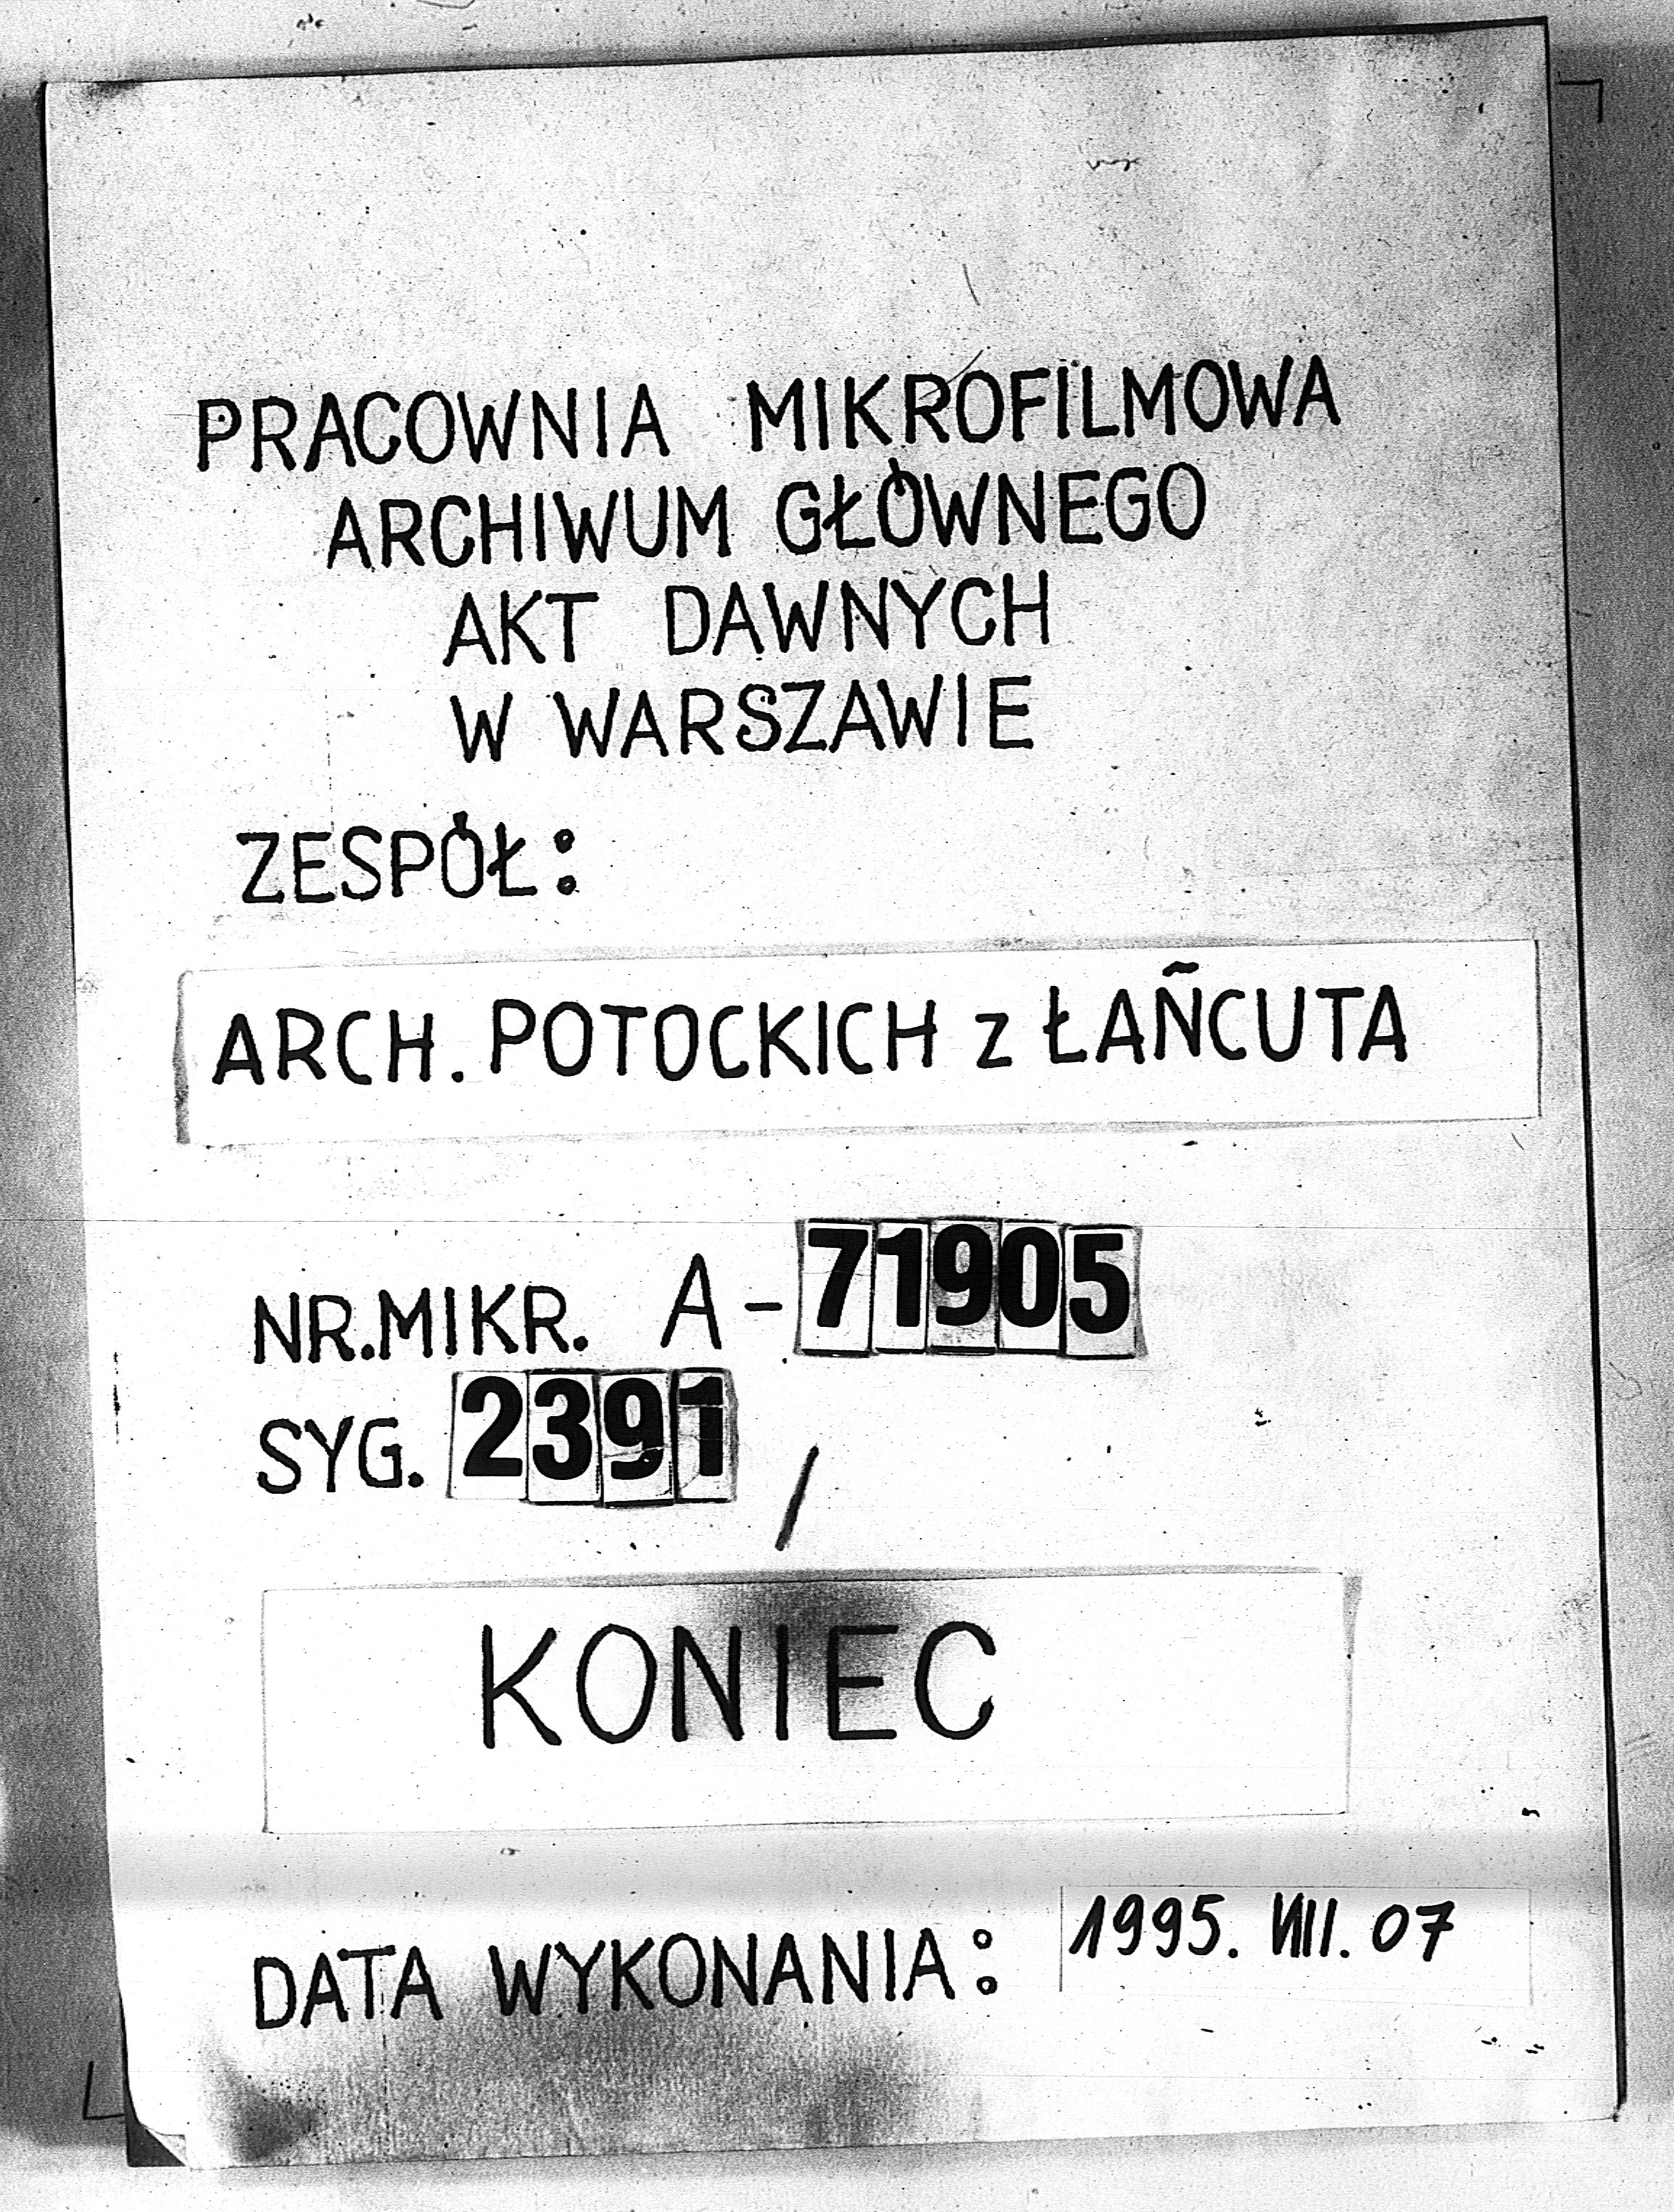 PRACOWNIA MIKROFILMOWA
ARCHIWUM GŁÓWNEGO
AKT DAWNYCH
W WARSZAWIE
ZESPÓŁ:
ARCH. POTOCKICH z ŁAŃCUTA
NR.MIKR. A-71905
SYG. 2391 /
KONIEC
DATA WYKONANIA: 1995. VIII. 07